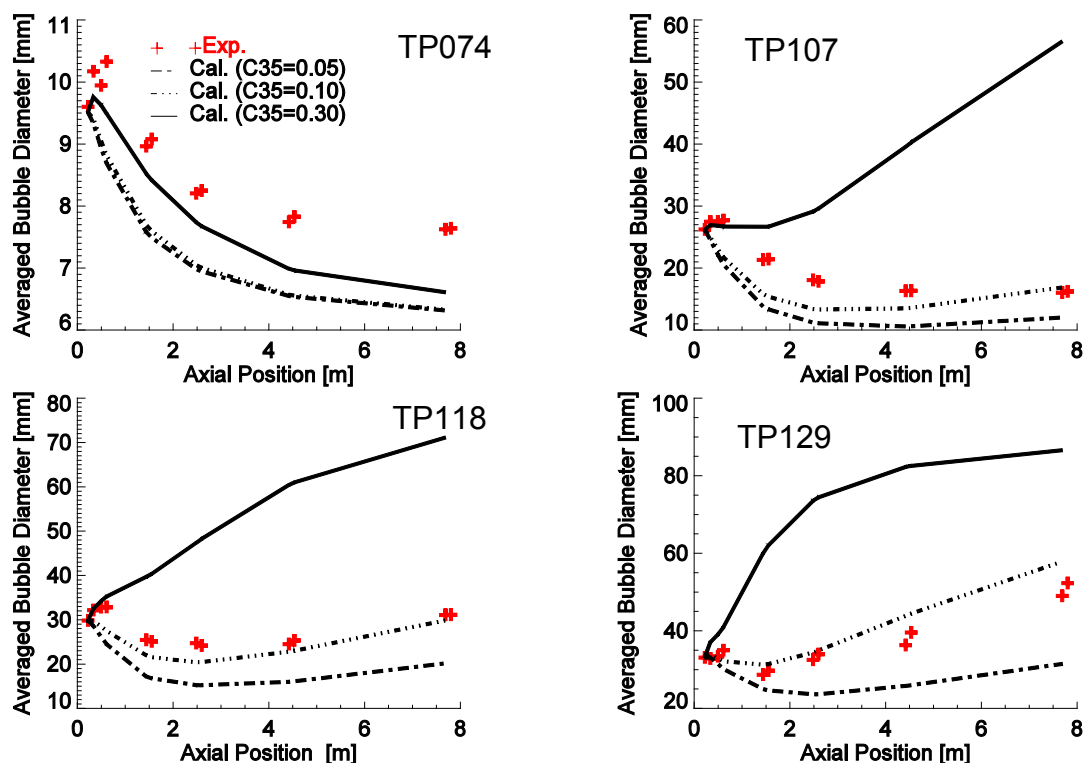 TP074
+ +Exp.
Cal. (C35=0.05)
Cal. (C35=0.10)
Cal. (C35=0.30)
Averaged Bubble Diameter [mm]
11
10
9
8
7
6
0 2 4 6 8
Axial Position [m]
TP107
Averaged Bubble Diameter [mm]
60
50
40
30
20
10
0 2 4 6 8
Axial Position [m]
TP118
Averaged Bubble Diameter [mm]
80
70
60
50
40
30
20
10
0 2 4 6 8
Axial Position [m]
TP129
Averaged Bubble Diameter [mm]
100
80
60
40
20
0 2 4 6 8
Axial Position [m]